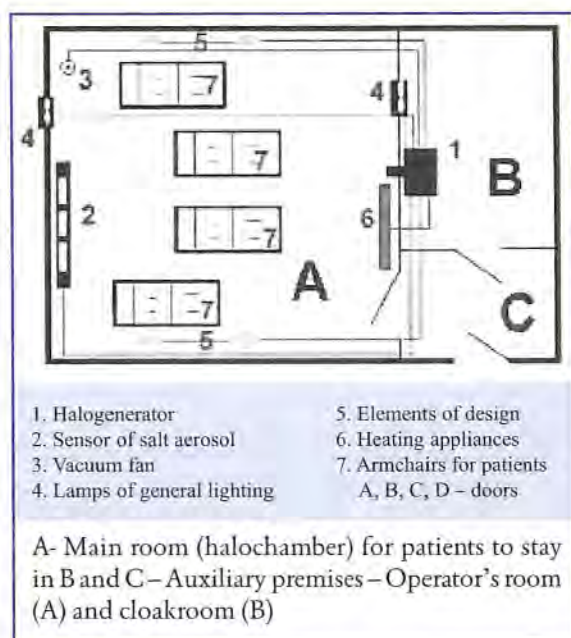 5
3
7
4
4
1
7
B
2
6
7
A
7
C
5
1. Halogenerator
2. Sensor of salt aerosol
3. Vacuum fan
4. Lamps of general lighting
5. Elements of design
6. Heating appliances
7. Armchairs for patients
A, B, C, D – doors
A- Main room (halochamber) for patients to stay
in B and C – Auxiliary premises – Operator's room
(A) and cloakroom (B)